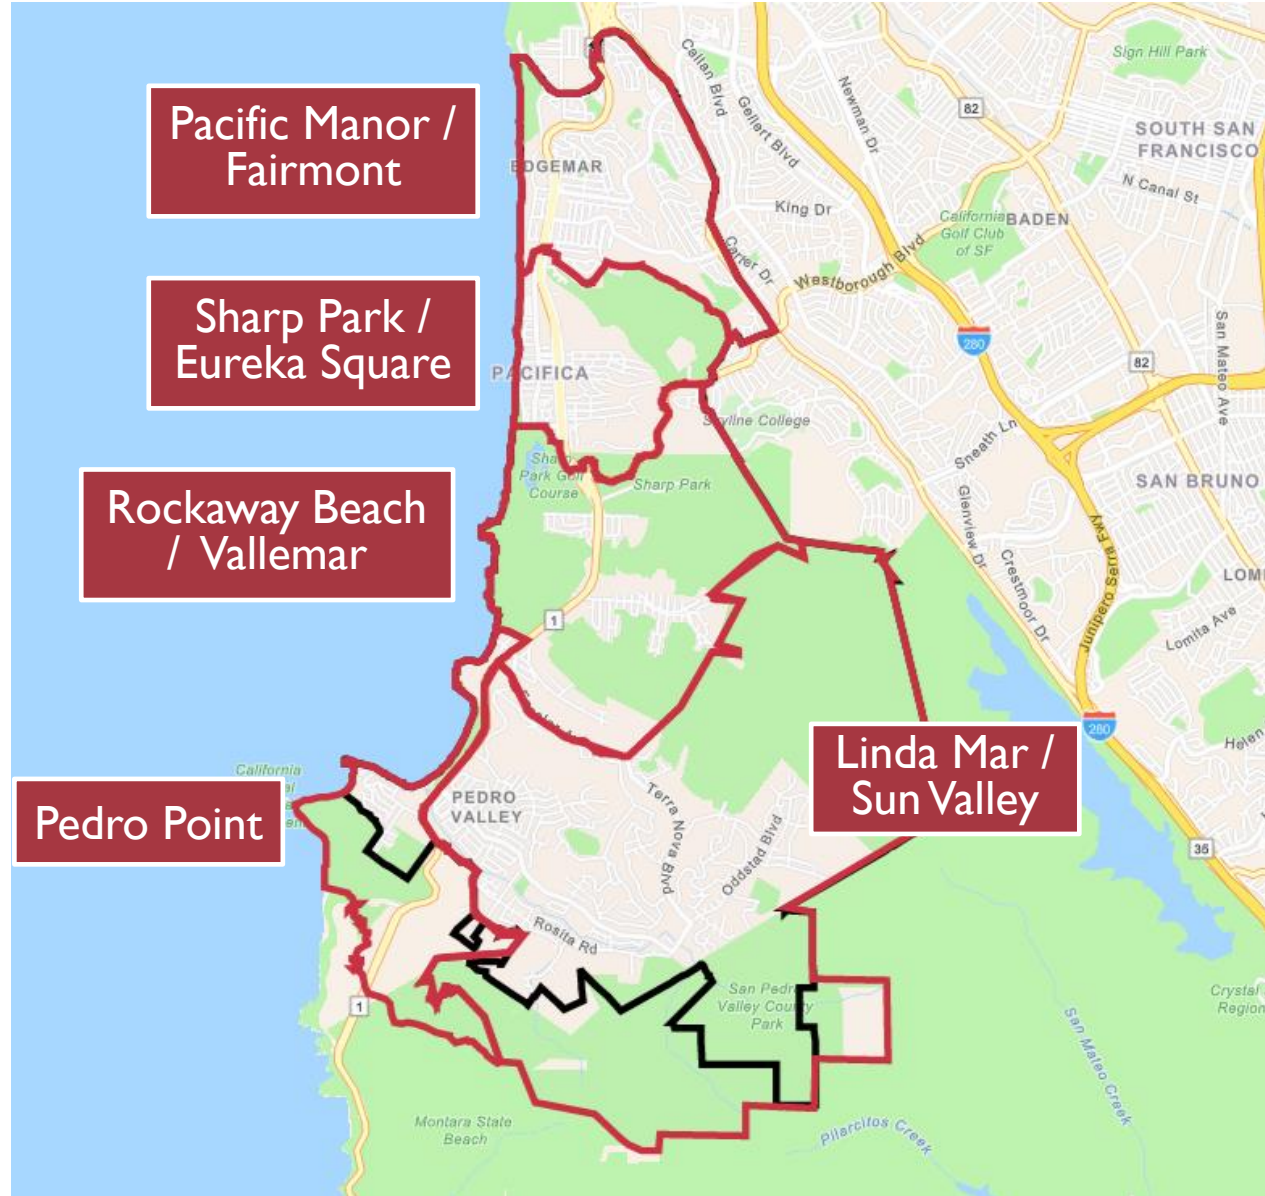 Pacific Manor /
Fairmont
Sharp Park /
Eureka Square
Rockaway Beach
/ Vallemar
Pedro Point
Linda Mar /
Sun Valley
Callan Blvd
Gellert Blvd
Newman Dr
82
Sign Hill Park
SOUTH SAN
FRANCISCO
N Canal St
EDGEMAR
King Dr
California
Golf Club
of SF
BADEN
Carter Dr
Westborough Blvd
280
San Mateo Ave
82
PACIFICA
Skyline College
Sneath Ln
Sharp
Park Golf
Course
Sharp Park
Glenview Dr
Crestmoor Dr
Junipero Serra Fwy
SAN BRUNO
LOMI
Lomita Ave
1
280
Helen
California
PEDRO
VALLEY
Terra Nova Blvd
Oddstad Blvd
35
Rosita Rd
San Pedro
Valley County
Park
1
Crystal
Region
San Mateo Creek
Montara State
Beach
Pilarcitos Creek